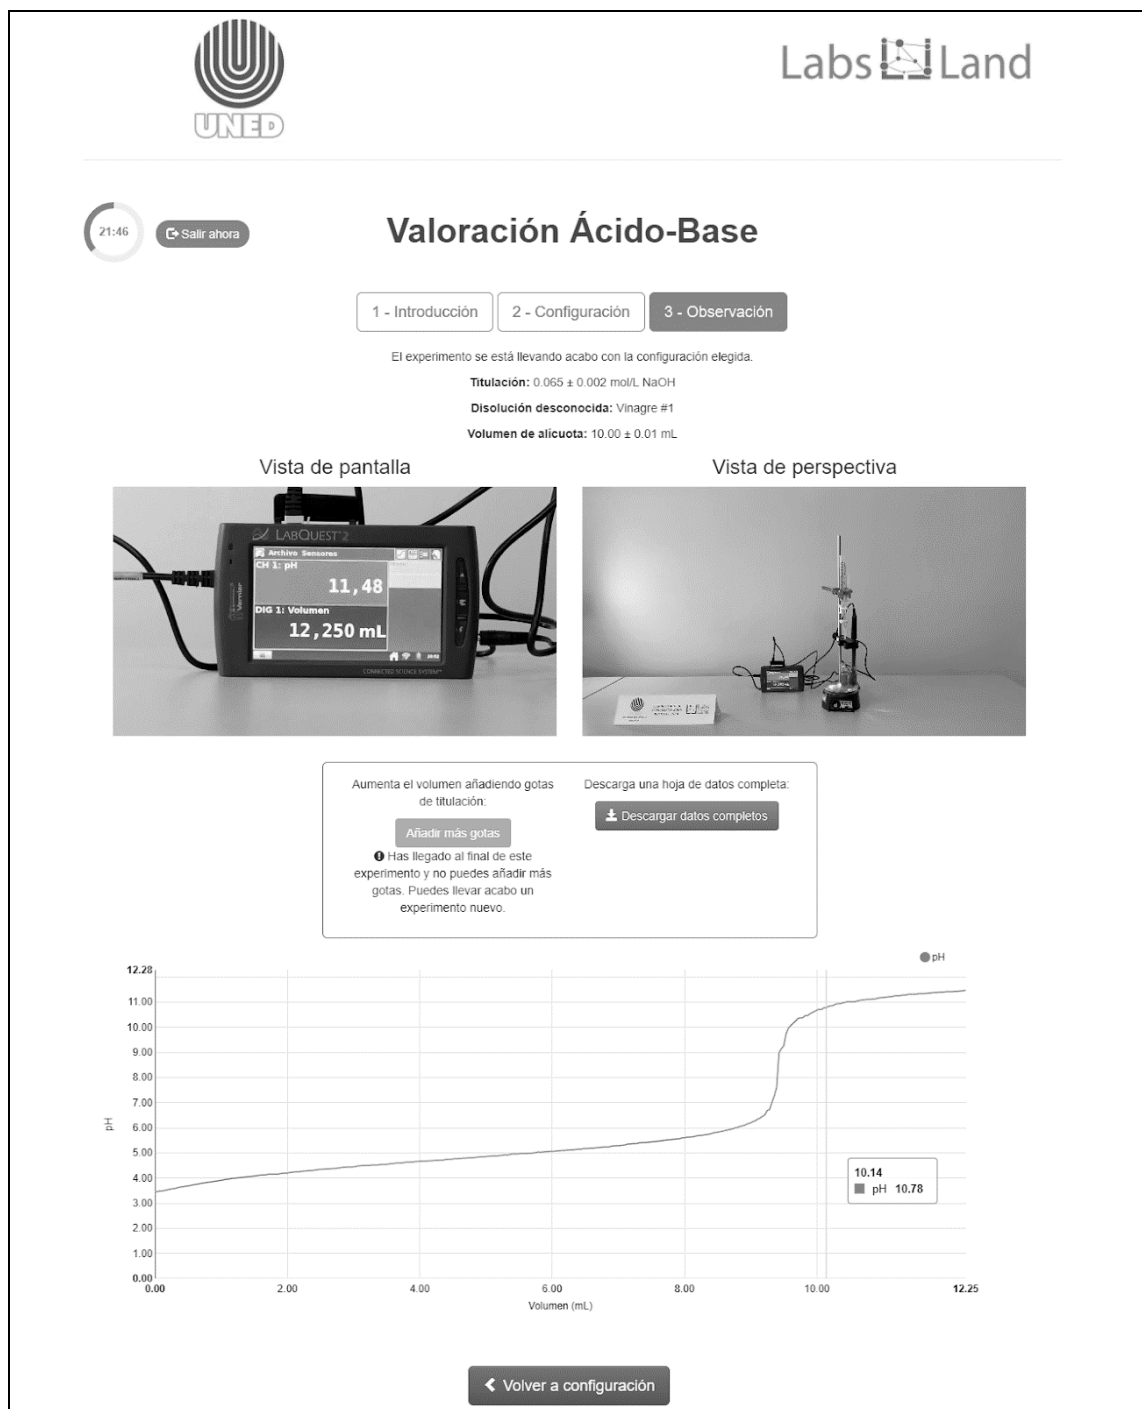 UNED
Labs Land
21:46
Salir ahora
Valoración Ácido-Base
1 - Introducción
2 - Configuración
3 - Observación
El experimento se está llevando acabo con la configuración elegida.
Titulación: 0.065 ± 0.002 mol/L NaOH
Disolución desconocida: Vinagre #1
Volumen de alícuota: 10.00 ± 0.01 mL
Vista de pantalla
Vista de perspectiva
LABQUEST 2
Archivo Sensores
CH 1: pH
11,48
DIG 1: Volumen
12,250 mL
CONNECTED SCIENCE SYSTEM
Vernier
Aumenta el volumen añadiendo gotas
de titulación:
Añadir más gotas
Has llegado al final de este
experimento y no puedes añadir más
gotas. Puedes llevar acabo un
experimento nuevo.
Descarga una hoja de datos completa:
Descargar datos completos
pH
12.28
11.00
10.00
9.00
8.00
7.00
6.00
5.00
4.00
3.00
2.00
1.00
0.00
pH
10.14
pH 10.78
0.00
2.00
4.00
6.00
8.00
10.00
12.25
Volumen (mL)
Volver a configuración